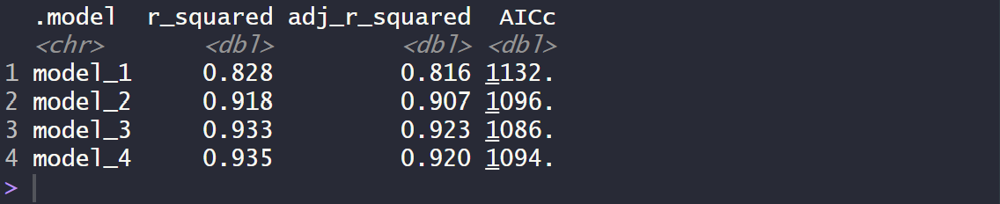 .model r_squared adj_r_squared AICc
<chr> <dbl> <dbl> <dbl>
1 model_1 0.828 0.816 1132.
2 model_2 0.918 0.907 1096.
3 model_3 0.933 0.923 1086.
4 model_4 0.935 0.920 1094.
>